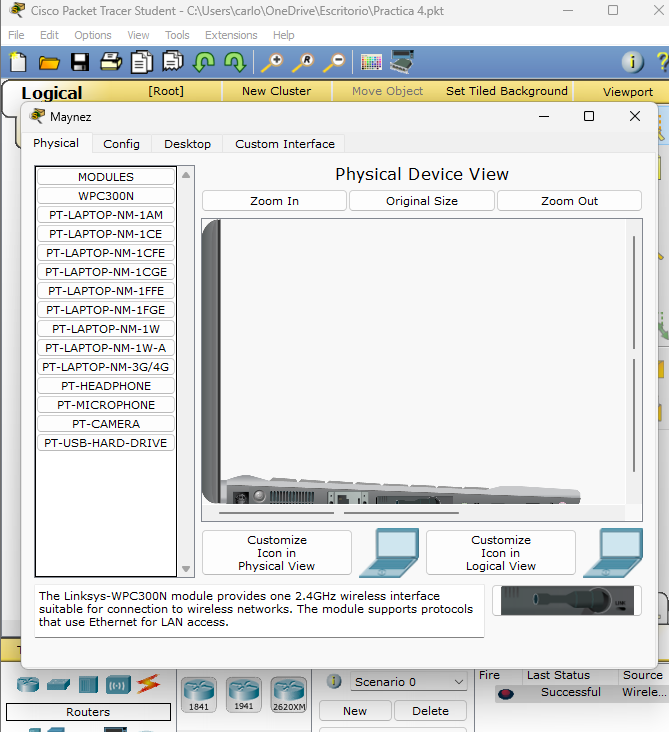 Cisco Packet Tracer Student - C:\Users\carlo\OneDrive\Escritorio\Practica 4.pkt
File Edit Options View Tools Extensions Help
Logical [Root] New Cluster Move Object Set Tiled Background Viewport
Maynez
Physical Config Desktop Custom Interface
MODULES
WPC300N
PT-LAPTOP-NM-1AM
PT-LAPTOP-NM-1CE
PT-LAPTOP-NM-1CFE
PT-LAPTOP-NM-1CGE
PT-LAPTOP-NM-1FFE
PT-LAPTOP-NM-1FGE
PT-LAPTOP-NM-1W
PT-LAPTOP-NM-1W-A
PT-LAPTOP-NM-3G/4G
PT-HEADPHONE
PT-MICROPHONE
PT-CAMERA
PT-USB-HARD-DRIVE
Physical Device View
Zoom In Original Size Zoom Out
Customize
Icon in
Physical View
Customize
Icon in
Logical View
The Linksys-WPC300N module provides one 2.4GHz wireless interface
suitable for connection to wireless networks. The module supports protocols
that use Ethernet for LAN access.
LINK
Routers
1841 1941 2620XM
Scenario 0
New Delete
Fire Last Status Source
Successful Wirele...